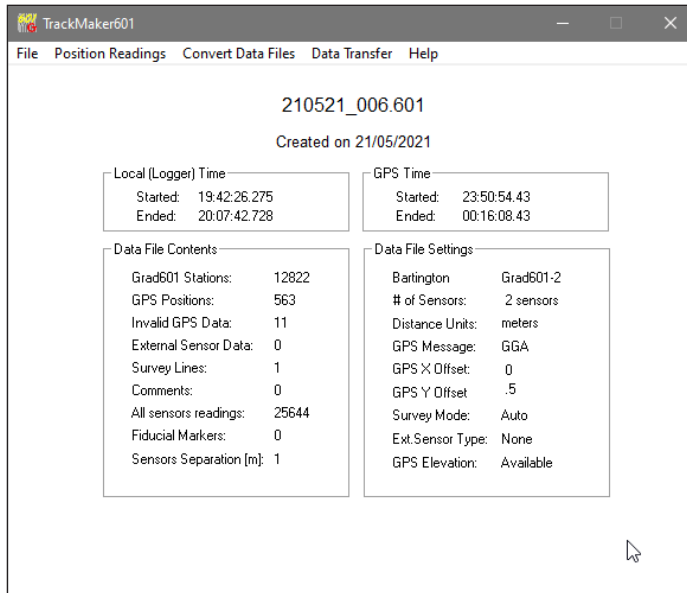 TrackMaker601
File Position Readings Convert Data Files Data Transfer Help
210521_006.601
Created on 21/05/2021
Local (Logger) Time
Started: 19:42:26.275
Ended: 20:07:42.728
GPS Time
Started: 23:50:54.43
Ended: 00:16:08.43
Data File Contents
Grad601 Stations: 12822
GPS Positions: 563
Invalid GPS Data: 11
External Sensor Data: 0
Survey Lines: 1
Comments: 0
All sensors readings: 25644
Fiducial Markers: 0
Sensors Separation [m]: 1
Data File Settings
Bartington Grad601-2
# of Sensors: 2 sensors
Distance Units: meters
GPS Message: GGA
GPS X Offset: 0
GPS Y Offset .5
Survey Mode: Auto
Ext.Sensor Type: None
GPS Elevation: Available